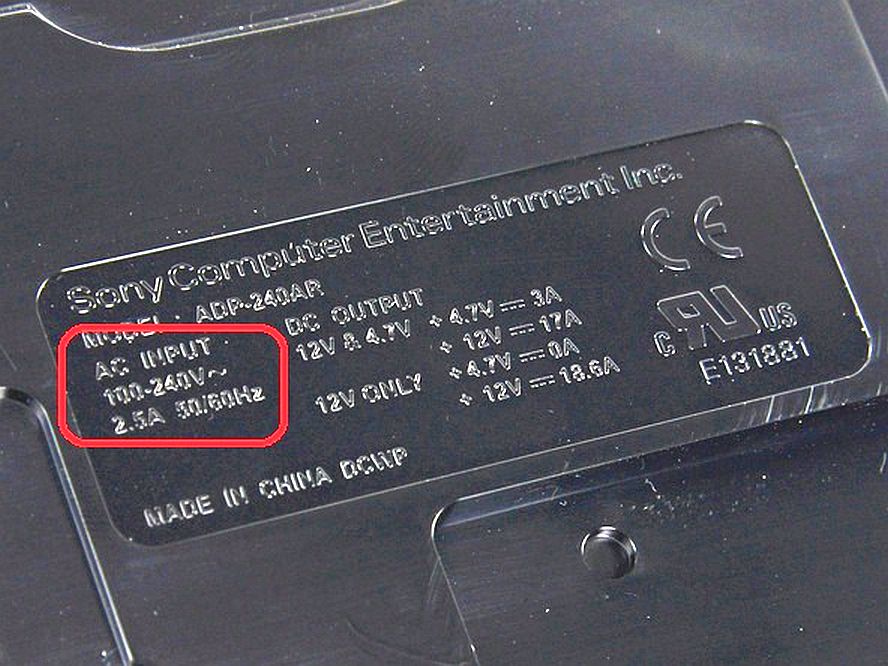 Sony Computer Entertainment Inc.
MODEL : ADP-240AR
AC INPUT
100-240V～
2.5A 50/60Hz
DC OUTPUT
12V & 4.7V + 4.7V ⎓ 3A
+ 12V ⎓ 17A
12V ONLY + 4.7V ⎓ 0A
+ 12V ⎓ 18.6A
CE
C RU US
E131881
MADE IN CHINA DCWP